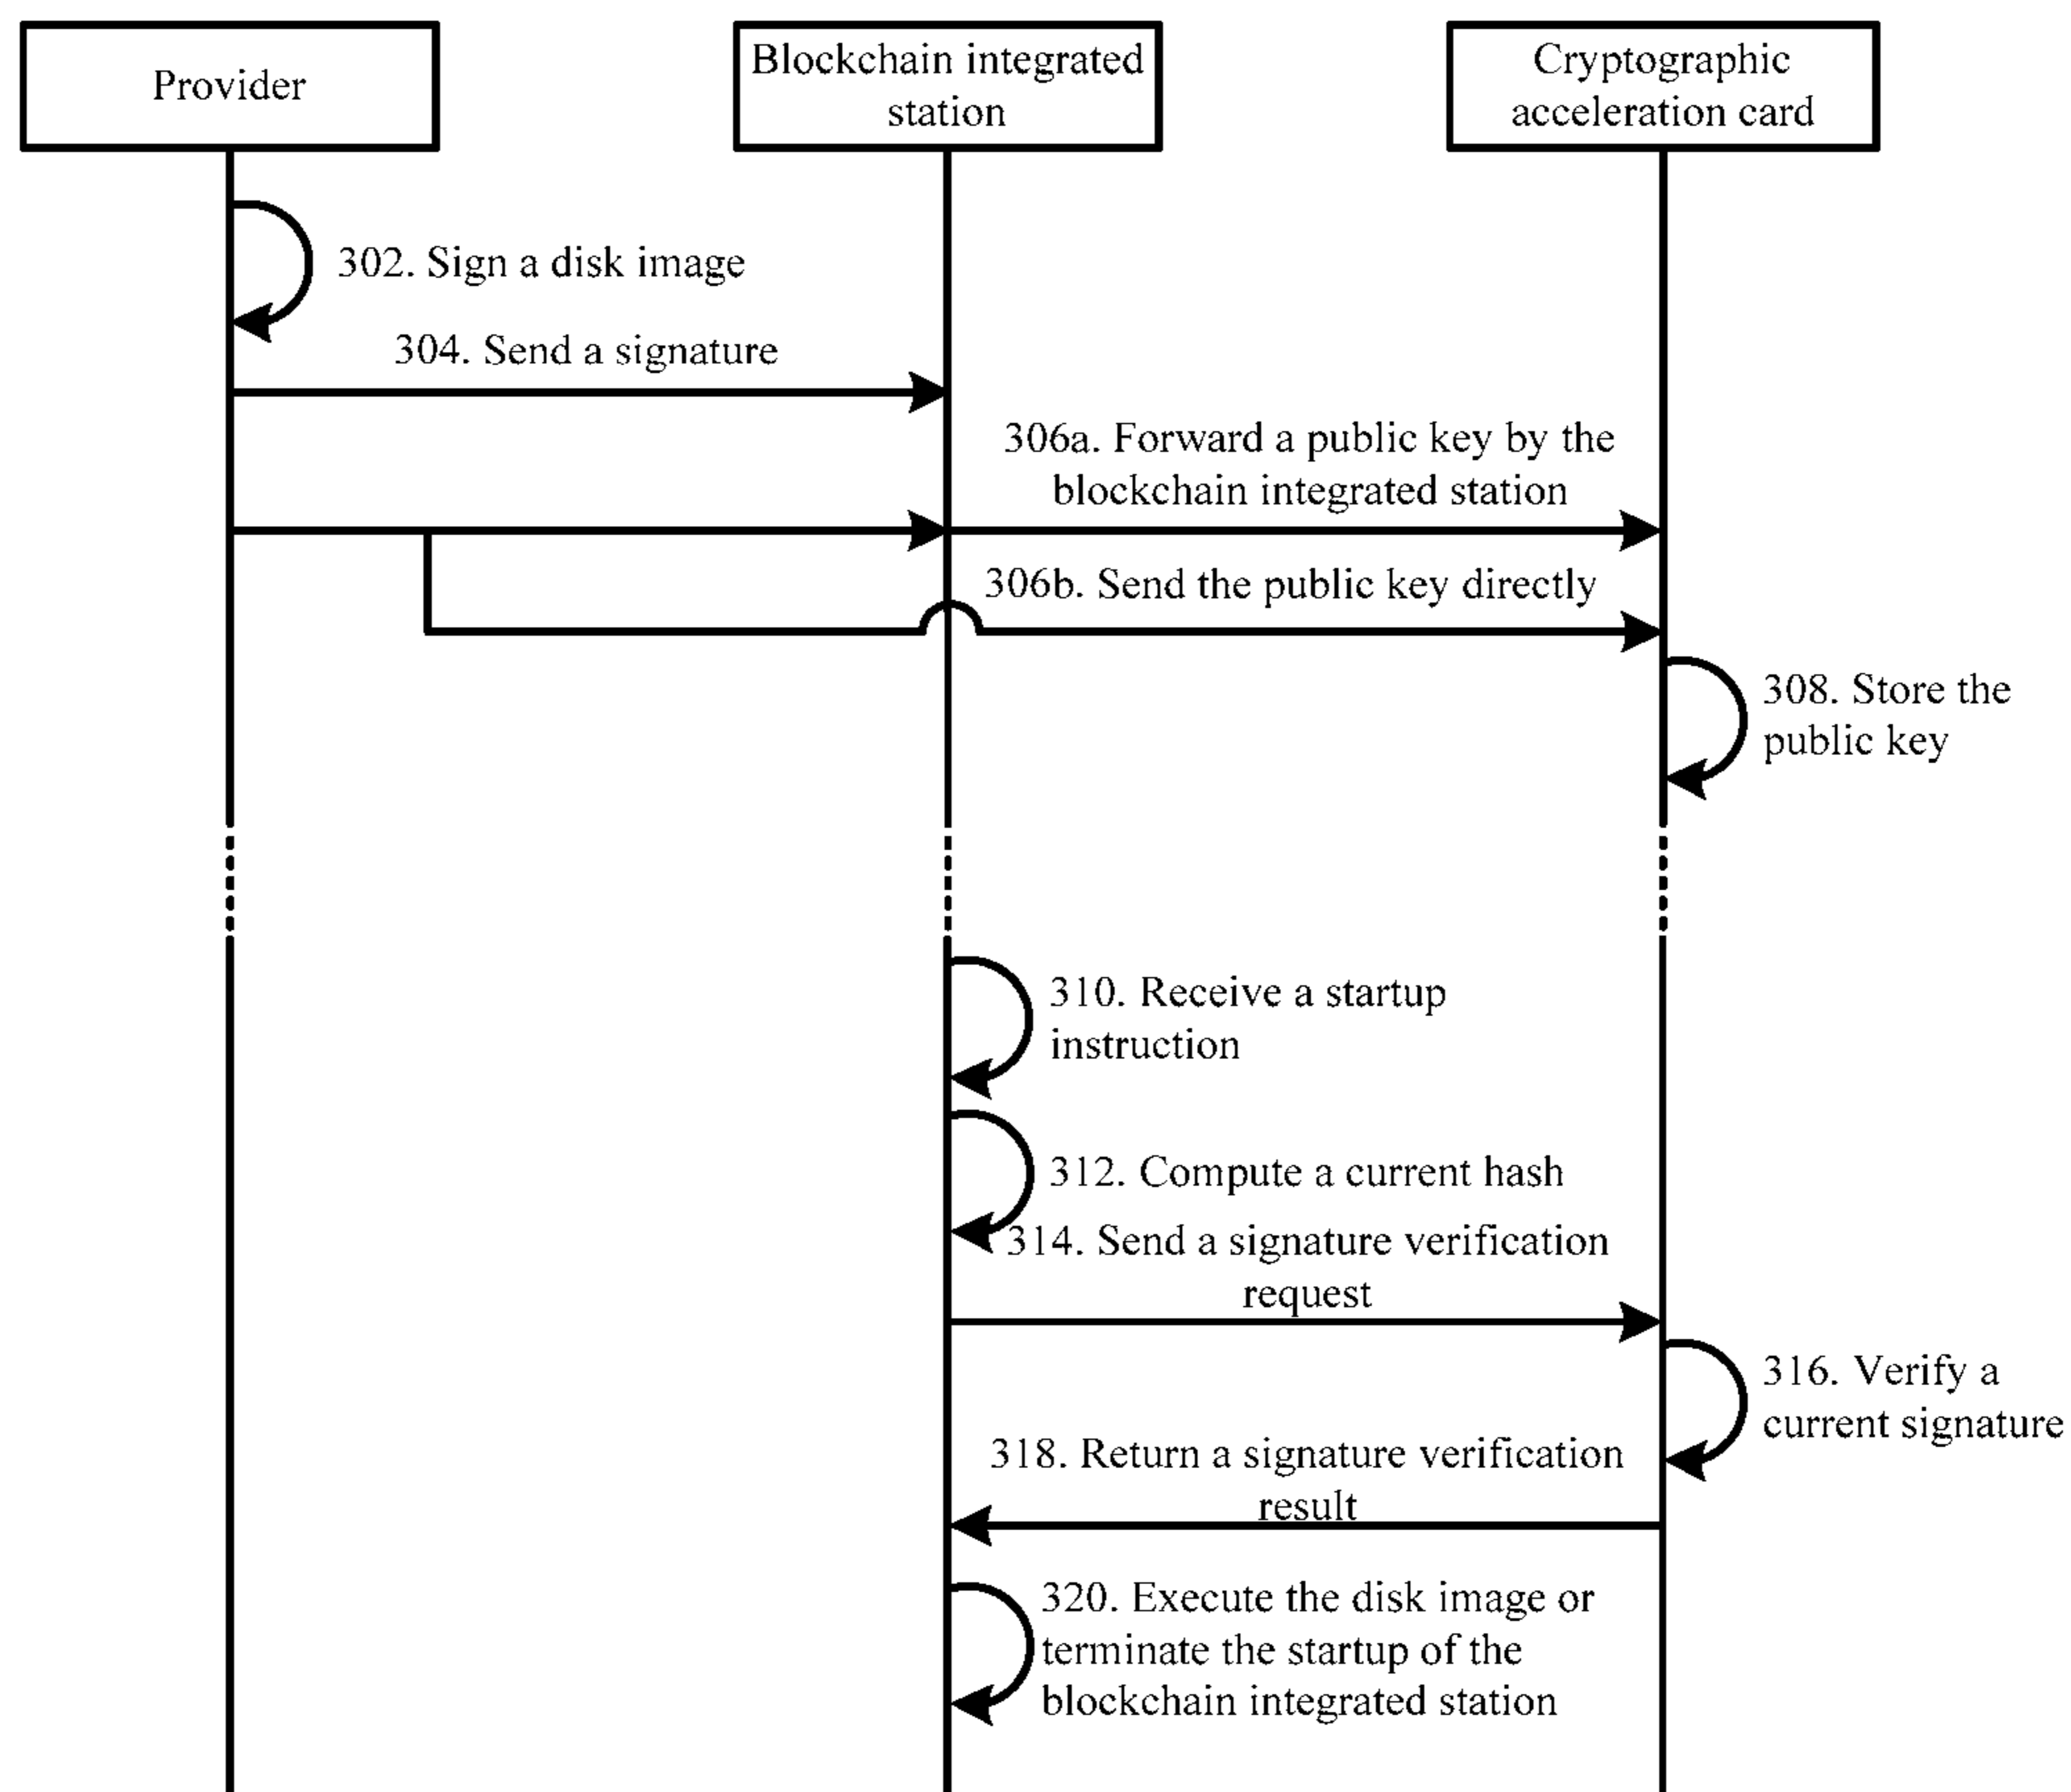 Provider
Blockchain integrated
station
Cryptographic
acceleration card
302. Sign a disk image
304. Send a signature
306a. Forward a public key by the
blockchain integrated station
306b. Send the public key directly
308. Store the
public key
310. Receive a startup
instruction
312. Compute a current hash
314. Send a signature verification
request
316. Verify a
current signature
318. Return a signature verification
result
320. Execute the disk image or
terminate the startup of the
blockchain integrated station